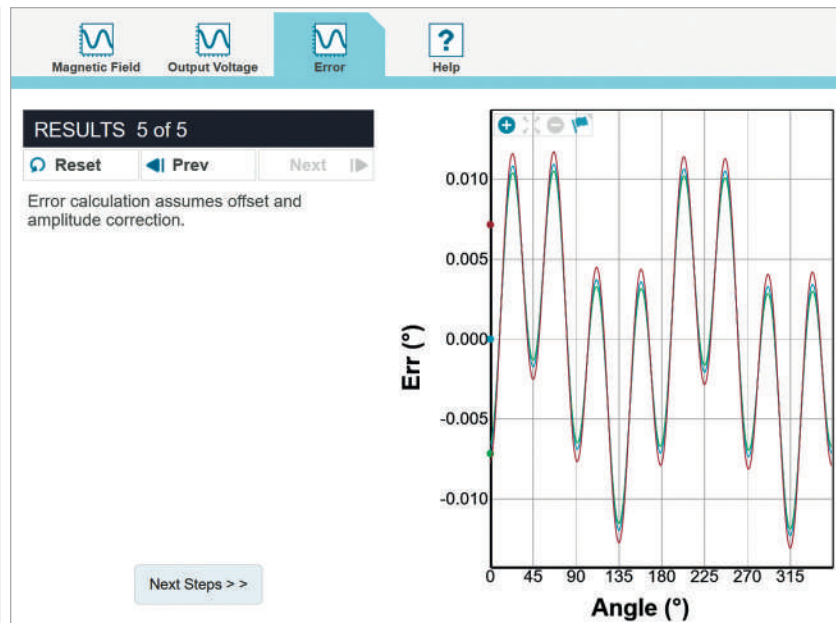 Magnetic Field
Output Voltage
Error
?
Help
RESULTS 5 of 5
Reset
Prev
Next
Error calculation assumes offset and
amplitude correction.
Next Steps > >
0.010
0.005
0.000
-0.005
-0.010
Err (°)
0 45 90 135 180 225 270 315
Angle (°)